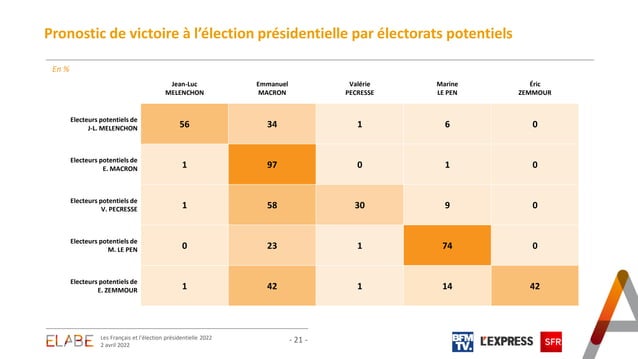 Pronostic de victoire à l'élection présidentielle par électorats potentiels
En %
Jean-Luc MELENCHON
Emmanuel MACRON
Valérie PECRESSE
Marine LE PEN
Éric ZEMMOUR
Electeurs potentiels de J-L. MELENCHON 56 34 1 6 0
Electeurs potentiels de E. MACRON 1 97 0 1 0
Electeurs potentiels de V. PECRESSE 1 58 30 9 0
Electeurs potentiels de M. LE PEN 0 23 1 74 0
Electeurs potentiels de E. ZEMMOUR 1 42 1 14 42
ELABE
Les Français et l'élection présidentielle 2022
2 avril 2022
- 21 -
BFM TV.
L'EXPRESS
SFR